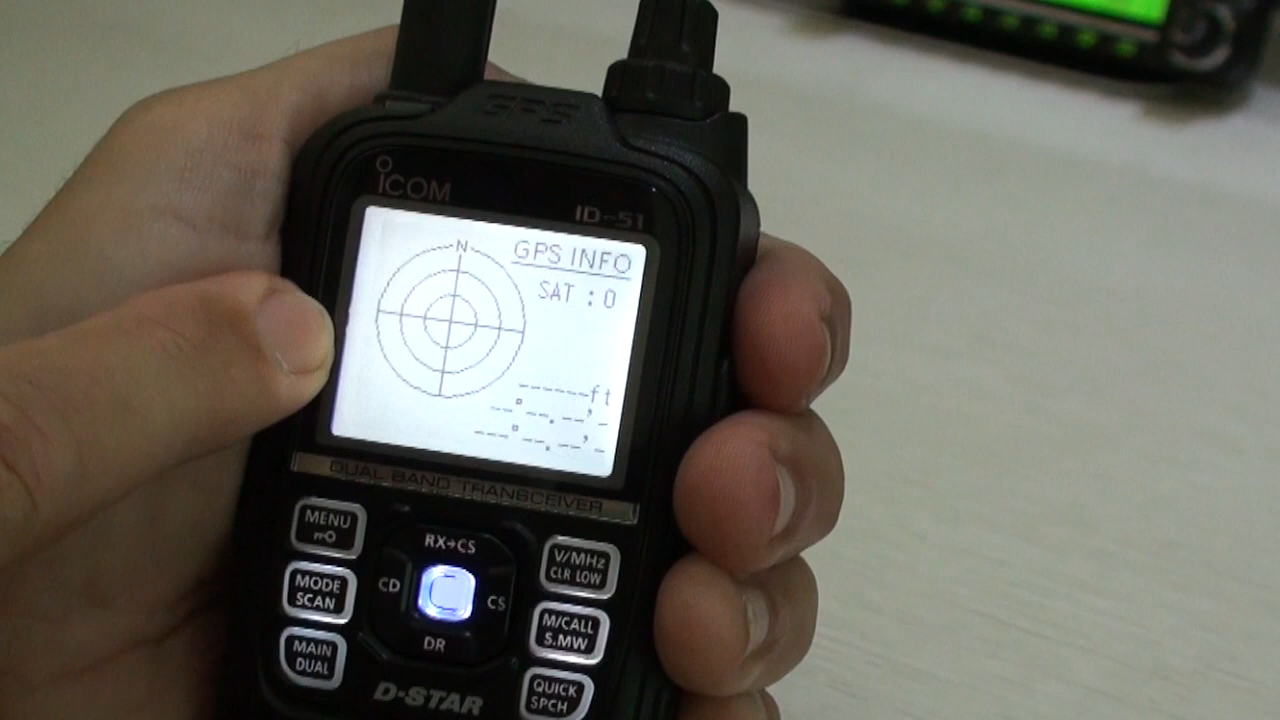 GPS
ICOM
ID-51
N
GPS INFO
SAT : 0
------ft
--°--.--'-
---°--.--'-
DUAL BAND TRANSCEIVER
MENU
RX→CS
V/MHz
CLR LOW
MODE
SCAN
CD
C
CS
M/CALL
S.MW
MAIN
DUAL
DR
QUICK
SPCH
D-STAR